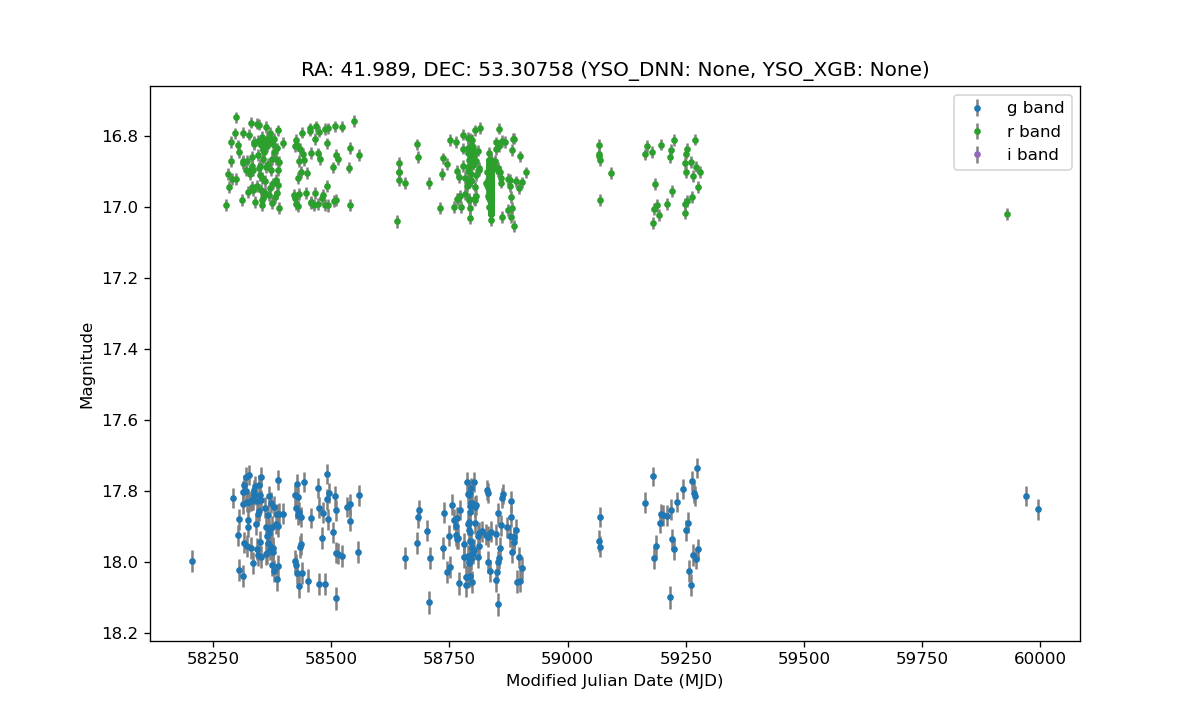 RA: 41.989, DEC: 53.30758 (YSO_DNN: None, YSO_XGB: None)
g band
r band
i band
16.8
17.0
17.2
17.4
17.6
17.8
18.0
18.2
Magnitude
58250 58500 58750 59000 59250 59500 59750 60000
Modified Julian Date (MJD)